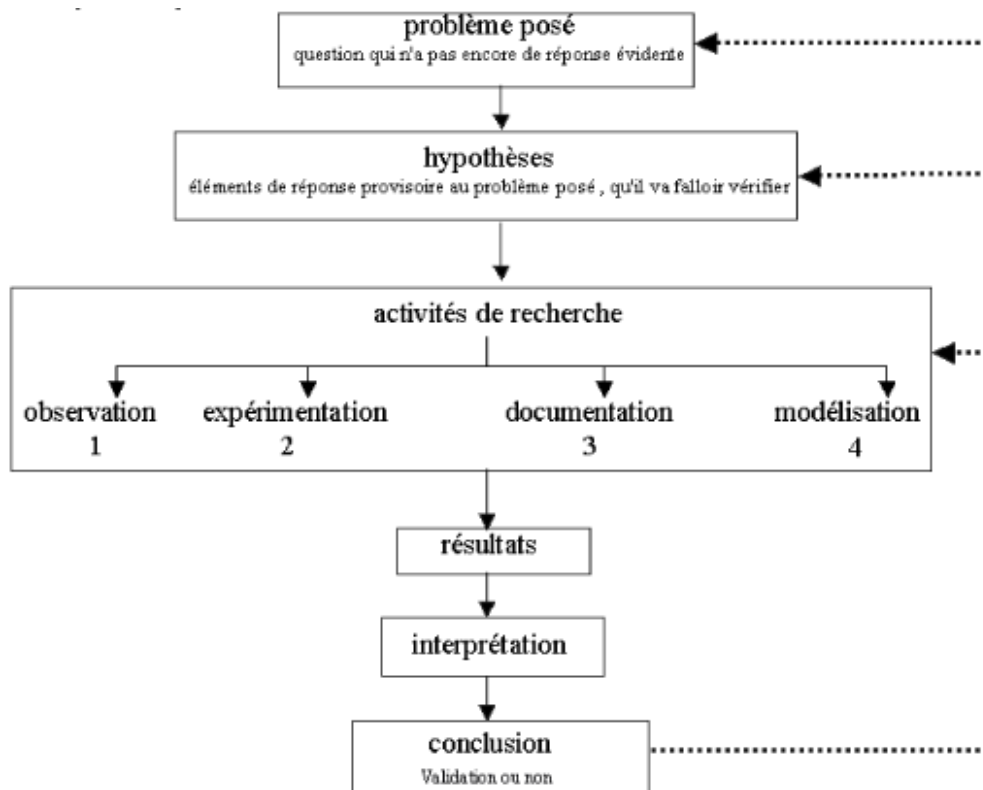 problème posé
question qui n'a pas encore de réponse évidente
hypothèses
éléments de réponse provisoire au problème posé , qu'il va falloir vérifier
activités de recherche
observation expérimentation documentation modélisation
1 2 3 4
résultats
interprétation
conclusion
Validation ou non